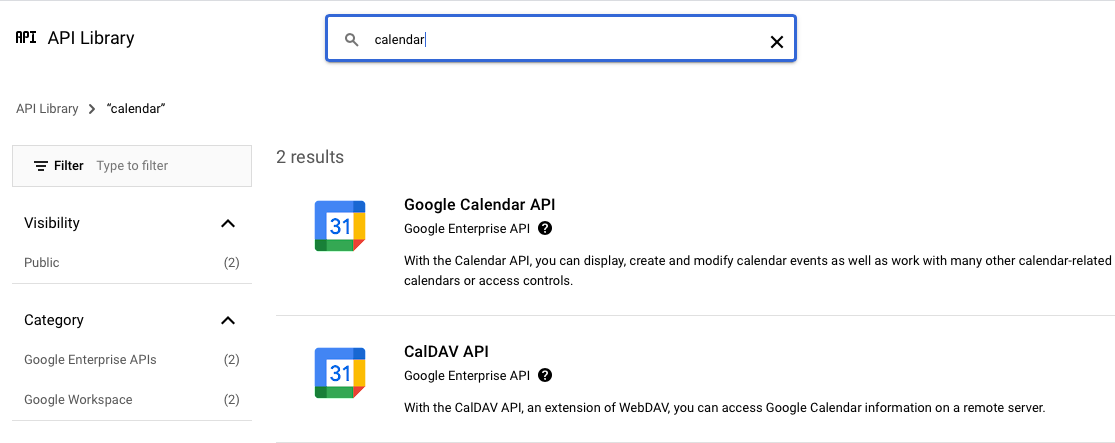 API API Library
calendar
API Library > “calendar”
Filter Type to filter
Visibility
Public (2)
Category
Google Enterprise APIs (2)
Google Workspace (2)
2 results
31
Google Calendar API
Google Enterprise API ?
With the Calendar API, you can display, create and modify calendar events as well as work with many other calendar-related
calendars or access controls.
31
CalDAV API
Google Enterprise API ?
With the CalDAV API, an extension of WebDAV, you can access Google Calendar information on a remote server.